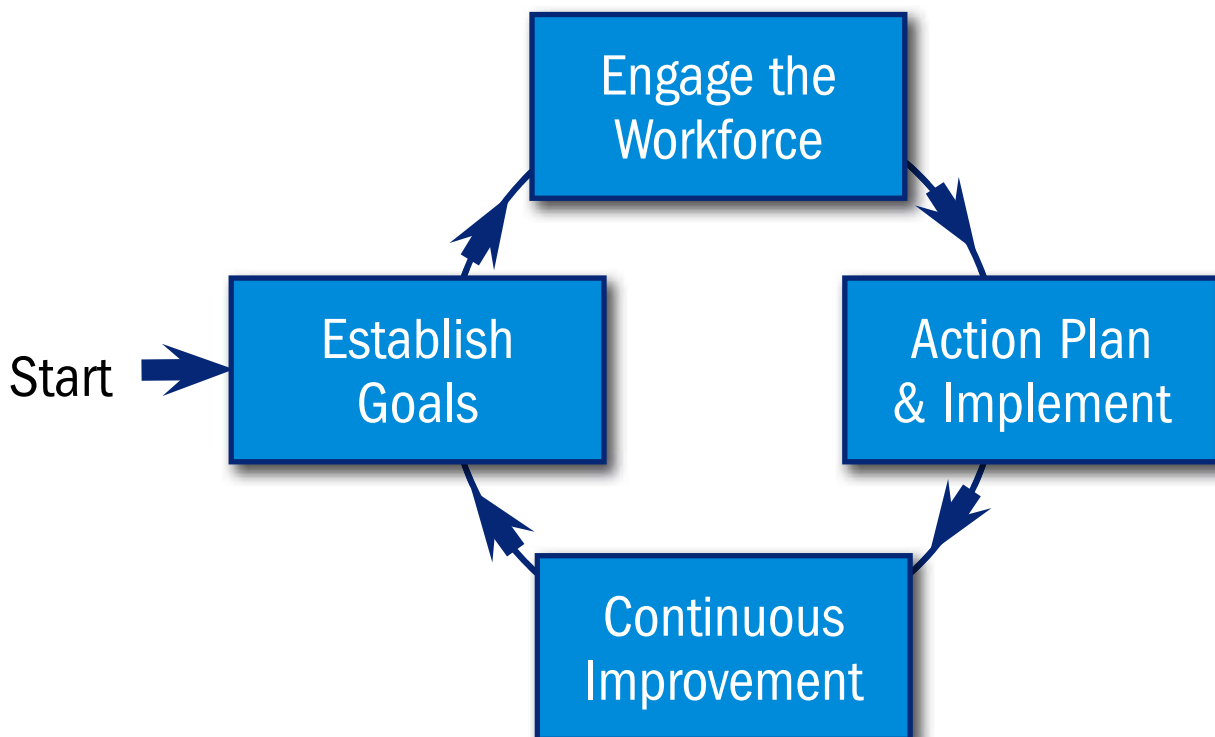 Engage the
Workforce
Start
Establish
Goals
Action Plan
& Implement
Continuous
Improvement